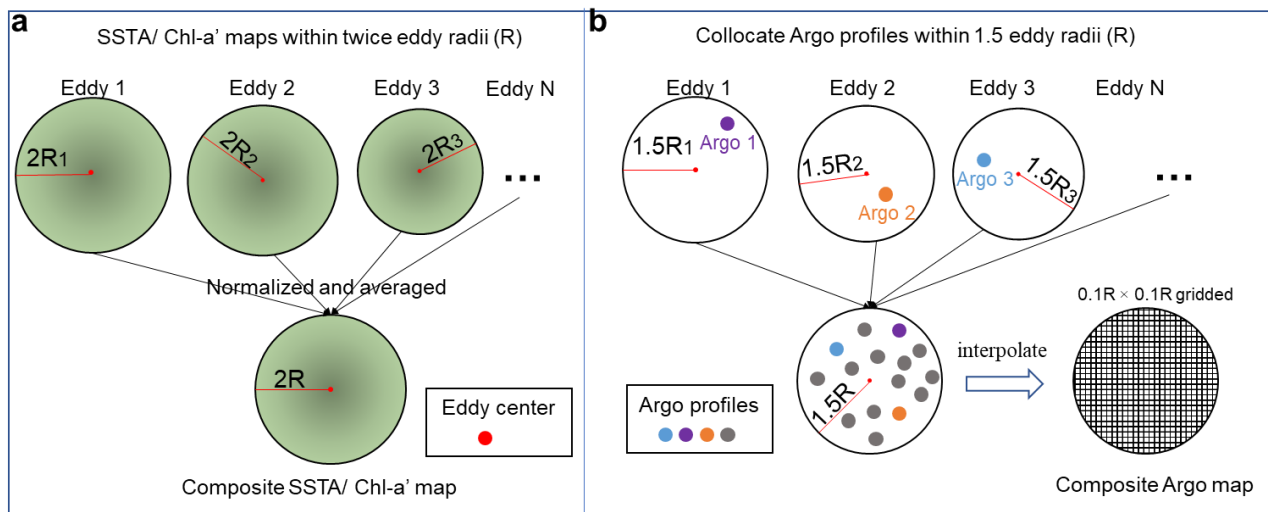 a
SSTA/ Chl-a’ maps within twice eddy radii (R)
Eddy 1
Eddy 2
Eddy 3
Eddy N
2R1
2R2
2R3
...
Normalized and averaged
2R
Eddy center
Composite SSTA/ Chl-a’ map
b
Collocate Argo profiles within 1.5 eddy radii (R)
Eddy 1
Eddy 2
Eddy 3
Eddy N
1.5R1
Argo 1
1.5R2
Argo 2
Argo 3
1.5R3
...
1.5R
Argo profiles
interpolate
0.1R × 0.1R gridded
Composite Argo map